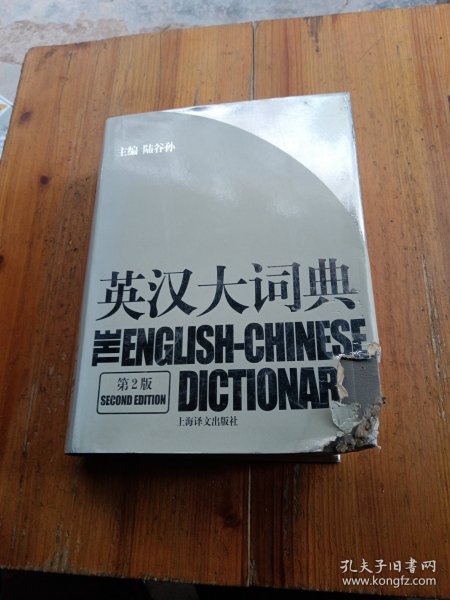 主编 陆谷孙
英汉大词典
THE ENGLISH-CHINESE
DICTIONAR
第2版
SECOND EDITION
上海译文出版社
孔夫子旧书网
www.kongfz.com